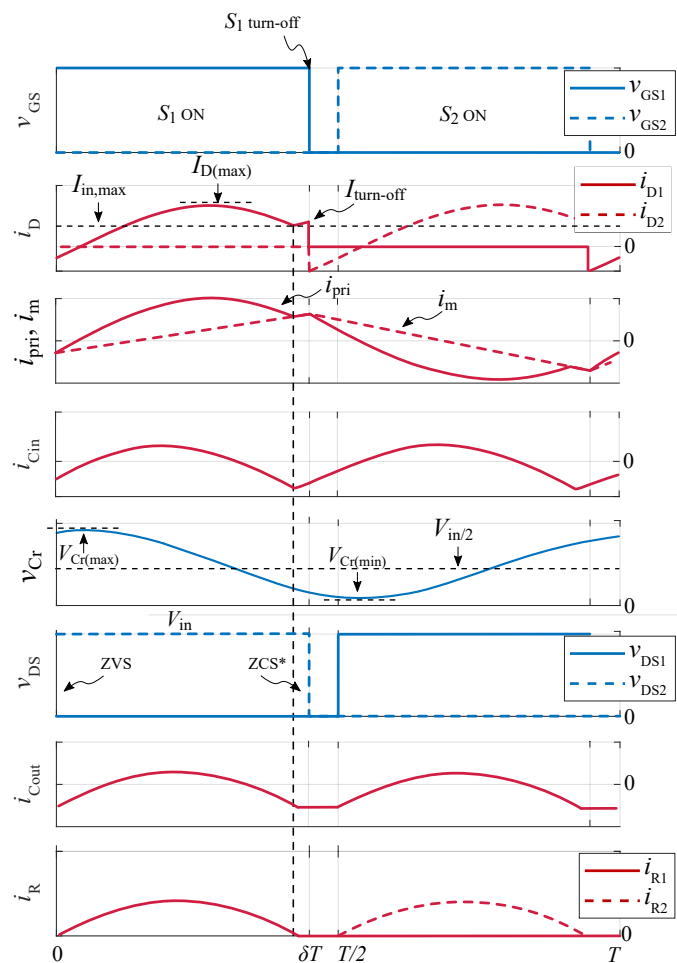 S1 turn-off
vGS
S1 ON
S2 ON
vGS1
vGS2
0
ID(max)
Iin,max
Iturn-off
iD1
iD2
iD
0
ipri
im
ipri, im
0
iCin
0
vCr
VCr(max)
VCr(min)
Vin/2
0
Vin
vDS
ZVS
ZCS*
vDS1
vDS2
0
iCout
0
iR
iR1
iR2
0
0 δT T/2 T